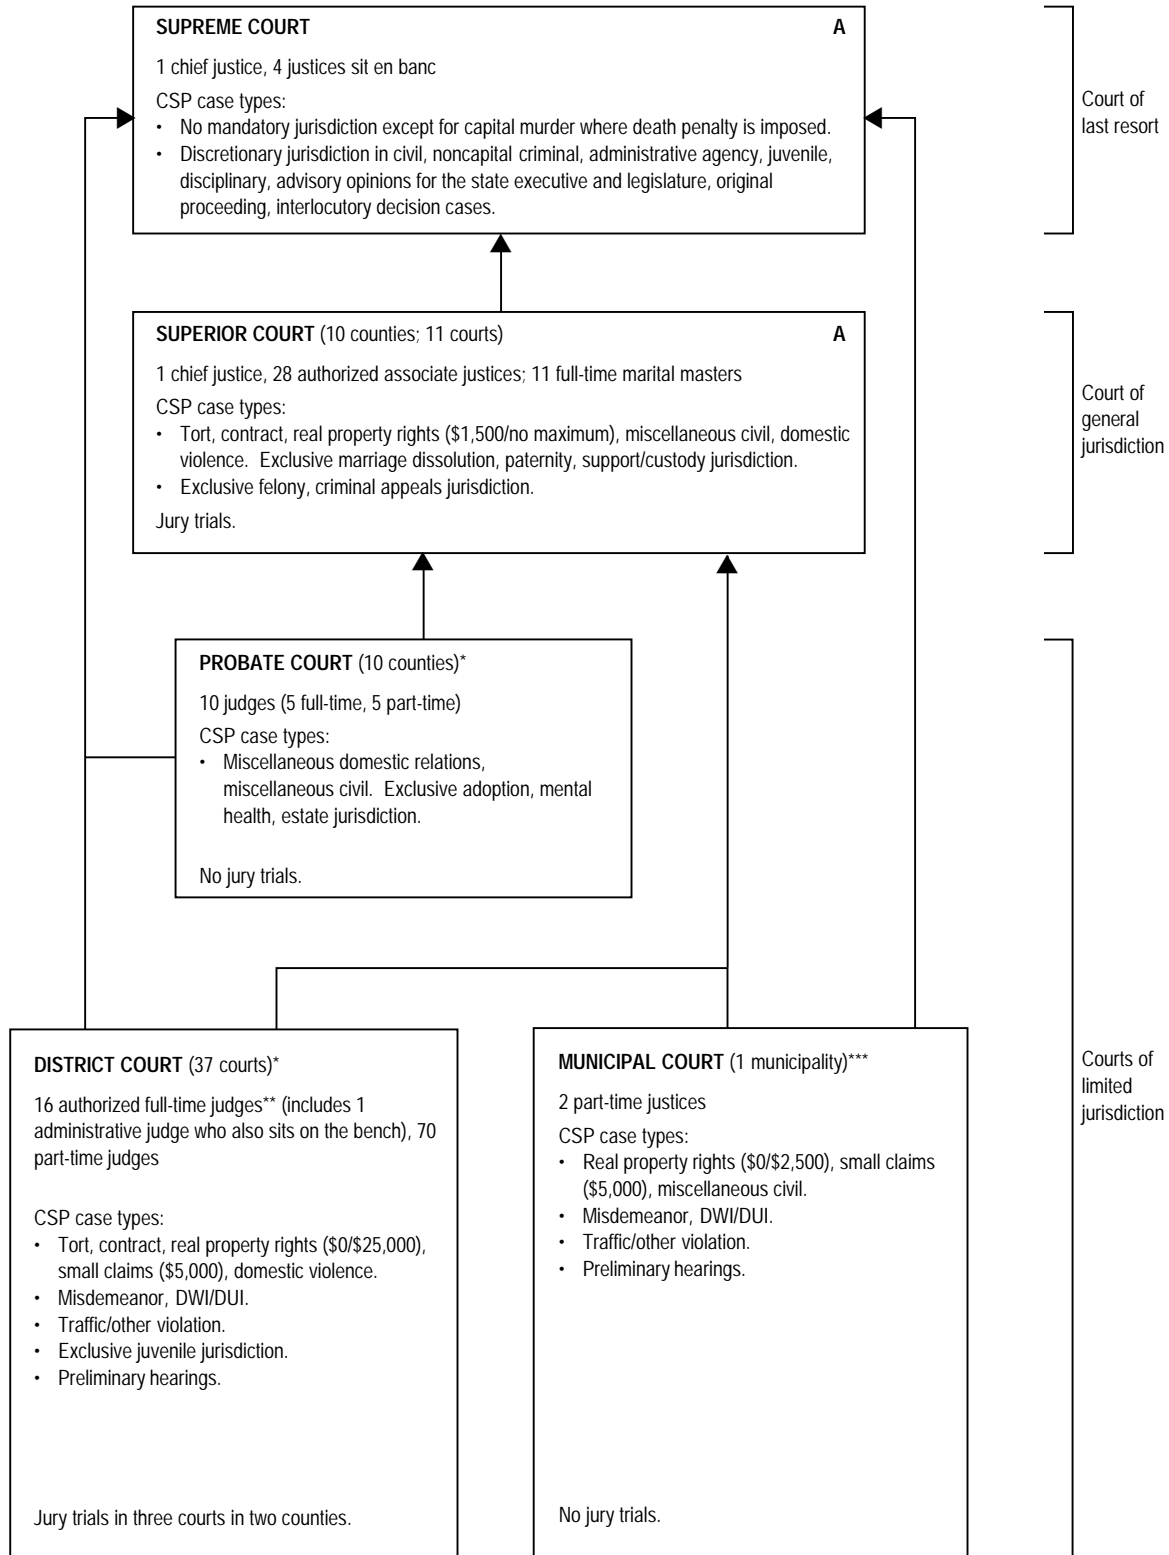 SUPREME COURT A
1 chief justice, 4 justices sit en banc
CSP case types:
• No mandatory jurisdiction except for capital murder where death penalty is imposed.
• Discretionary jurisdiction in civil, noncapital criminal, administrative agency, juvenile,
disciplinary, advisory opinions for the state executive and legislature, original
proceeding, interlocutory decision cases.
Court of
last resort
SUPERIOR COURT (10 counties; 11 courts) A
1 chief justice, 28 authorized associate justices; 11 full-time marital masters
CSP case types:
• Tort, contract, real property rights ($1,500/no maximum), miscellaneous civil, domestic
violence. Exclusive marriage dissolution, paternity, support/custody jurisdiction.
• Exclusive felony, criminal appeals jurisdiction.
Jury trials.
Court of
general
jurisdiction
PROBATE COURT (10 counties)*
10 judges (5 full-time, 5 part-time)
CSP case types:
• Miscellaneous domestic relations,
miscellaneous civil. Exclusive adoption, mental
health, estate jurisdiction.
No jury trials.
DISTRICT COURT (37 courts)*
16 authorized full-time judges** (includes 1
administrative judge who also sits on the bench), 70
part-time judges
CSP case types:
• Tort, contract, real property rights ($0/$25,000),
small claims ($5,000), domestic violence.
• Misdemeanor, DWI/DUI.
• Traffic/other violation.
• Exclusive juvenile jurisdiction.
• Preliminary hearings.
Jury trials in three courts in two counties.
MUNICIPAL COURT (1 municipality)***
2 part-time justices
CSP case types:
• Real property rights ($0/$2,500), small claims
($5,000), miscellaneous civil.
• Misdemeanor, DWI/DUI.
• Traffic/other violation.
• Preliminary hearings.
No jury trials.
Courts of
limited
jurisdiction